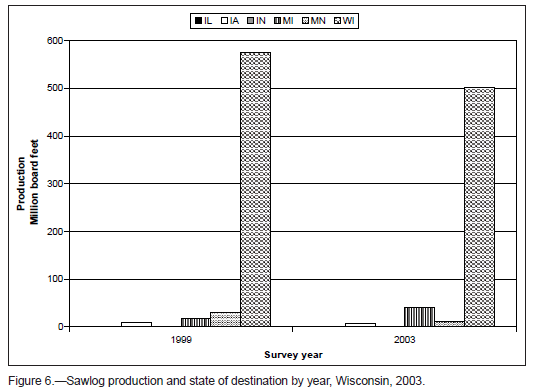 IL IA IN MI MN WI
600
500
400
300
200
100
0
Production
Million board feet
1999 2003
Survey year
Figure 6.—Sawlog production and state of destination by year, Wisconsin, 2003.